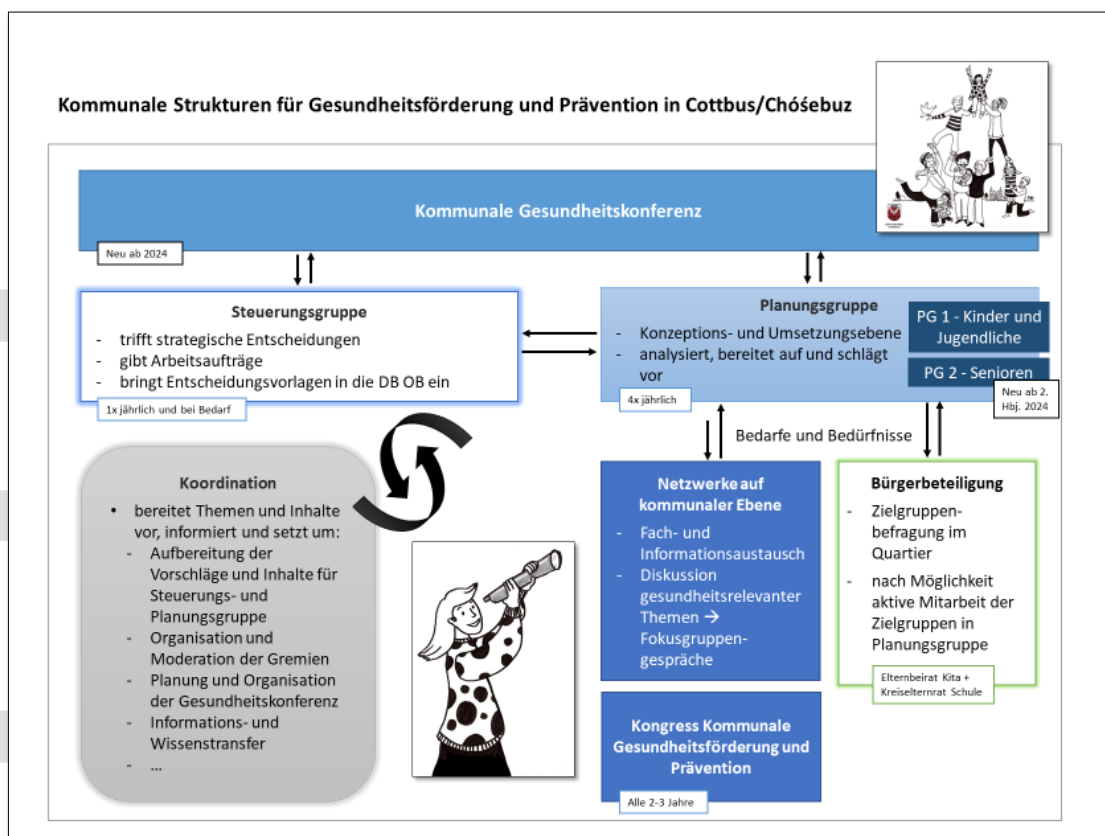 Kommunale Strukturen für Gesundheitsförderung und Prävention in Cottbus/Chóśebuz
Kommunale Gesundheitskonferenz
Neu ab 2024
Steuerungsgruppe
- trifft strategische Entscheidungen
- gibt Arbeitsaufträge
- bringt Entscheidungsvorlagen in die DB OB ein
1x jährlich und bei Bedarf
Planungsgruppe
- Konzeptions- und Umsetzungsebene
- analysiert, bereitet auf und schlägt
vor
4x jährlich
PG 1 - Kinder und
Jugendliche
PG 2 - Senioren
Neu ab 2.
Hbj. 2024
Bedarfe und Bedürfnisse
Koordination
• bereitet Themen und Inhalte
vor, informiert und setzt um:
- Aufbereitung der
Vorschläge und Inhalte für
Steuerungs- und
Planungsgruppe
- Organisation und
Moderation der Gremien
- Planung und Organisation
der Gesundheitskonferenz
- Informations- und
Wissenstransfer
- ...
Netzwerke auf
kommunaler Ebene
- Fach- und
Informationsaustausch
- Diskussion
gesundheitsrelevanter
Themen →
Fokusgruppen-
gespräche
Bürgerbeteiligung
- Zielgruppen-
befragung im
Quartier
- nach Möglichkeit
aktive Mitarbeit der
Zielgruppen in
Planungsgruppe
Elternbeirat Kita +
Kreiselternrat Schule
Kongress Kommunale
Gesundheitsförderung und
Prävention
Alle 2-3 Jahre